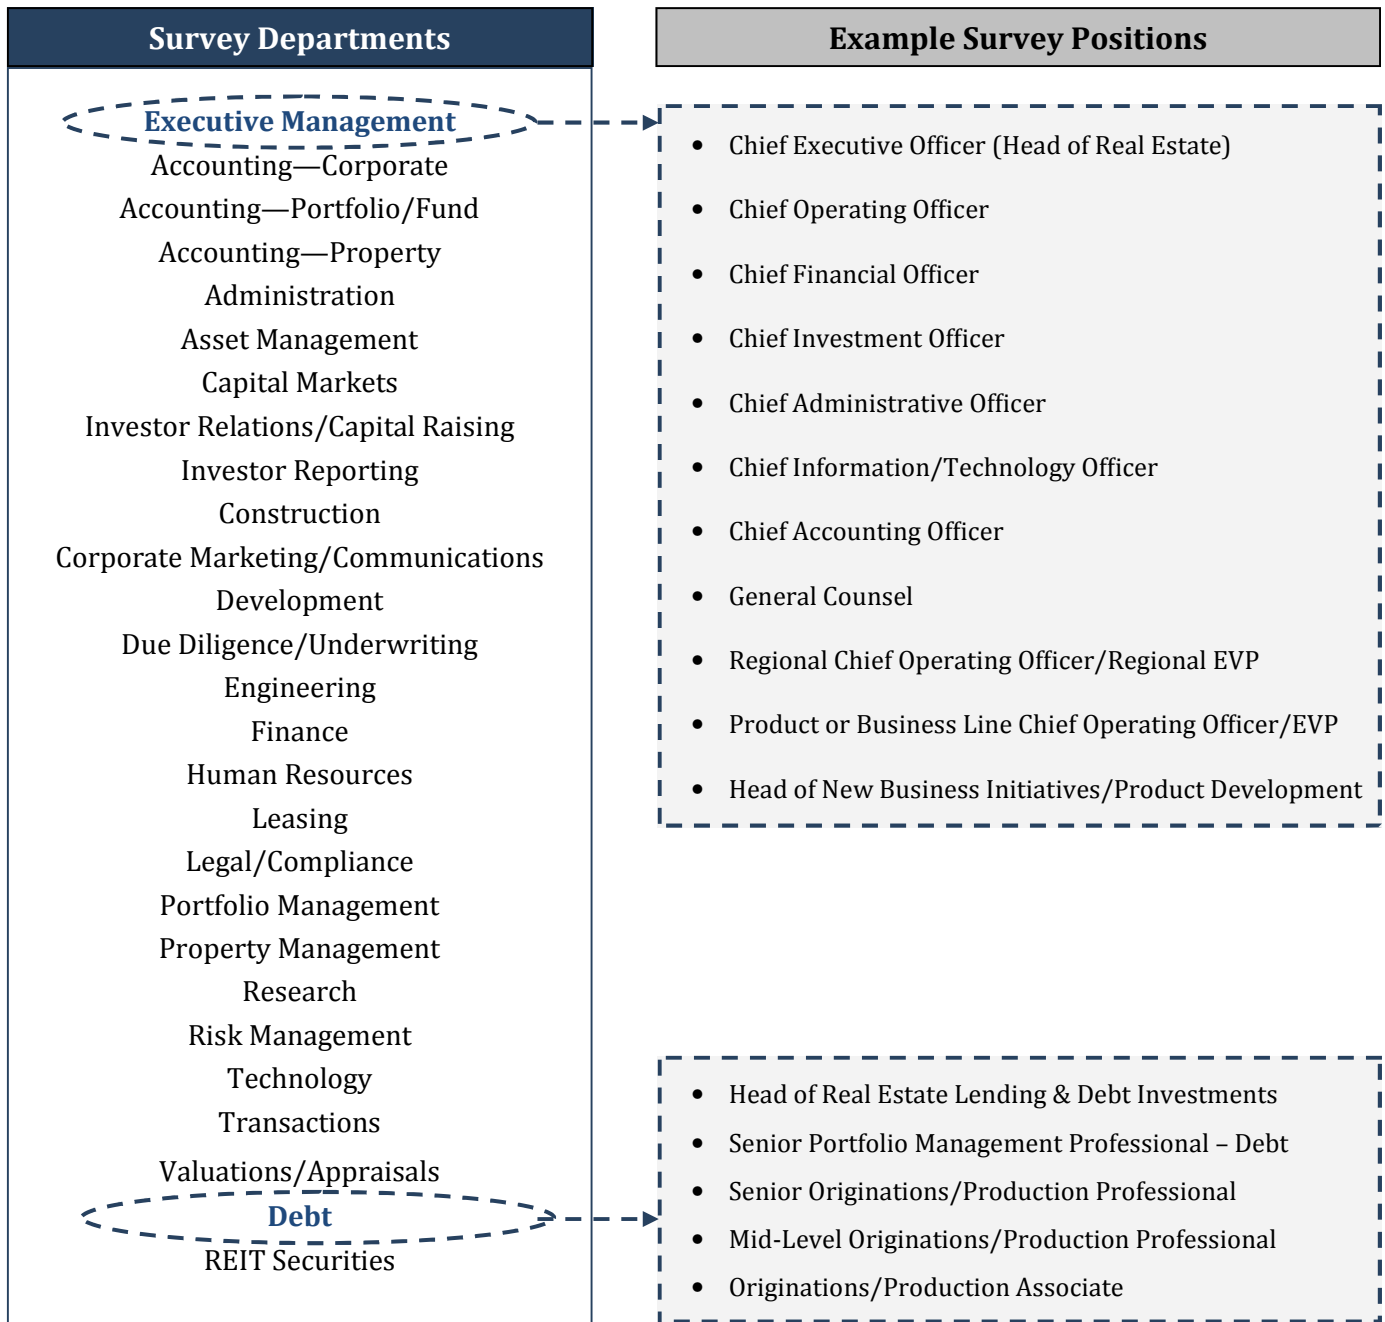 Survey Departments
Executive Management
Accounting—Corporate
Accounting—Portfolio/Fund
Accounting—Property
Administration
Asset Management
Capital Markets
Investor Relations/Capital Raising
Investor Reporting
Construction
Corporate Marketing/Communications
Development
Due Diligence/Underwriting
Engineering
Finance
Human Resources
Leasing
Legal/Compliance
Portfolio Management
Property Management
Research
Risk Management
Technology
Transactions
Valuations/Appraisals
Debt
REIT Securities
Example Survey Positions
• Chief Executive Officer (Head of Real Estate)
• Chief Operating Officer
• Chief Financial Officer
• Chief Investment Officer
• Chief Administrative Officer
• Chief Information/Technology Officer
• Chief Accounting Officer
• General Counsel
• Regional Chief Operating Officer/Regional EVP
• Product or Business Line Chief Operating Officer/EVP
• Head of New Business Initiatives/Product Development
• Head of Real Estate Lending & Debt Investments
• Senior Portfolio Management Professional – Debt
• Senior Originations/Production Professional
• Mid-Level Originations/Production Professional
• Originations/Production Associate